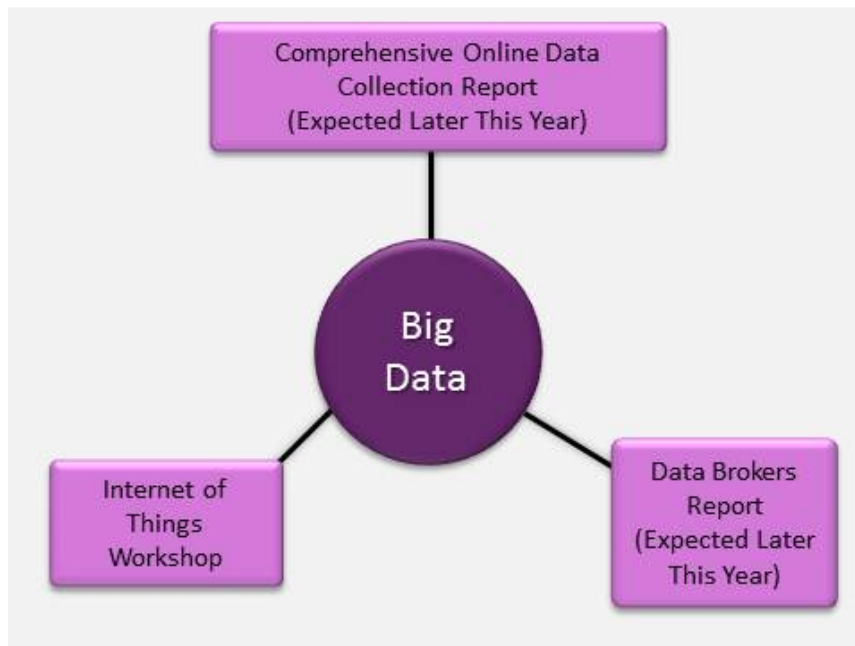 Comprehensive Online Data
Collection Report
(Expected Later This Year)
Big
Data
Internet of
Things
Workshop
Data Brokers
Report
(Expected Later
This Year)